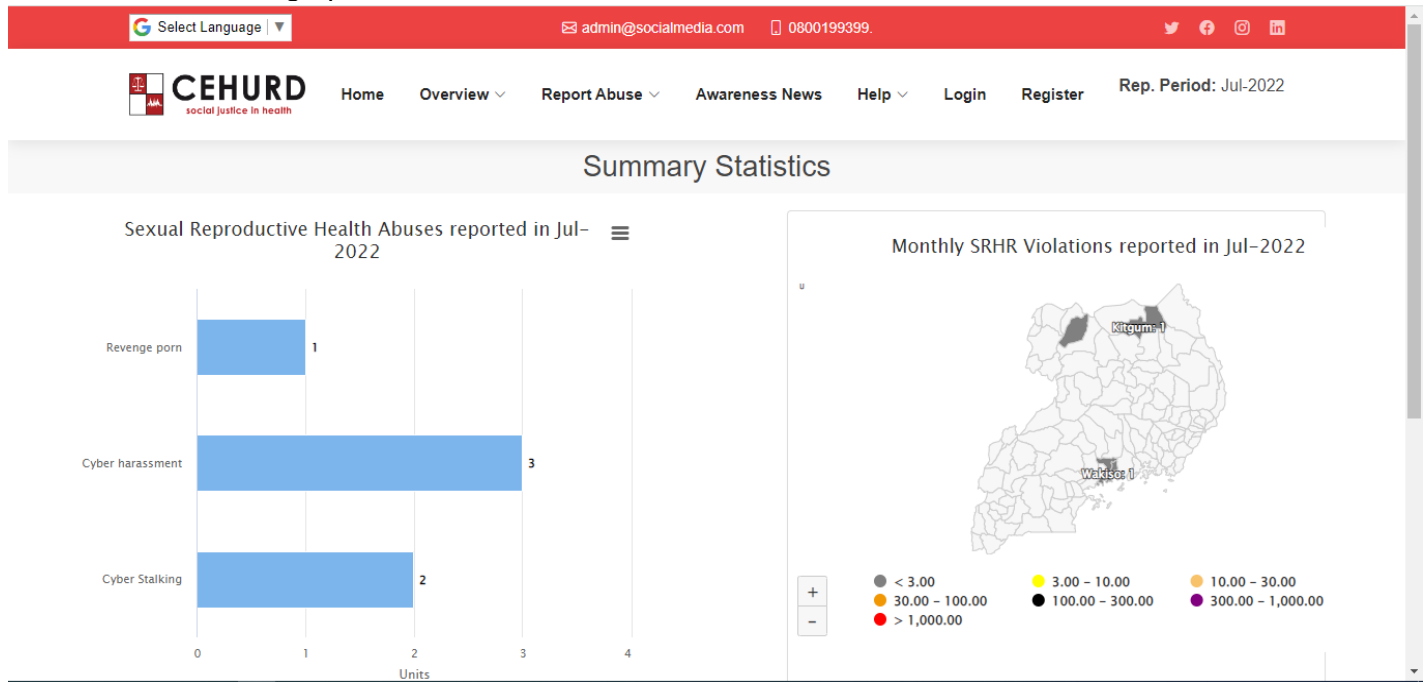 Select Language ▼
admin@socialmedia.com
0800199399.
CEHURD
social justice in health
Home
Overview
Report Abuse
Awareness News
Help
Login
Register
Rep. Period: Jul-2022
Summary Statistics
Sexual Reproductive Health Abuses reported in Jul-
2022
Revenge porn
1
Cyber harassment
3
Cyber Stalking
2
0 1 2 3 4
Units
Monthly SRHR Violations reported in Jul-2022
Kitgum: 1
Wakiso: 1
+
-
< 3.00
3.00 - 10.00
10.00 - 30.00
30.00 - 100.00
100.00 - 300.00
300.00 - 1,000.00
> 1,000.00